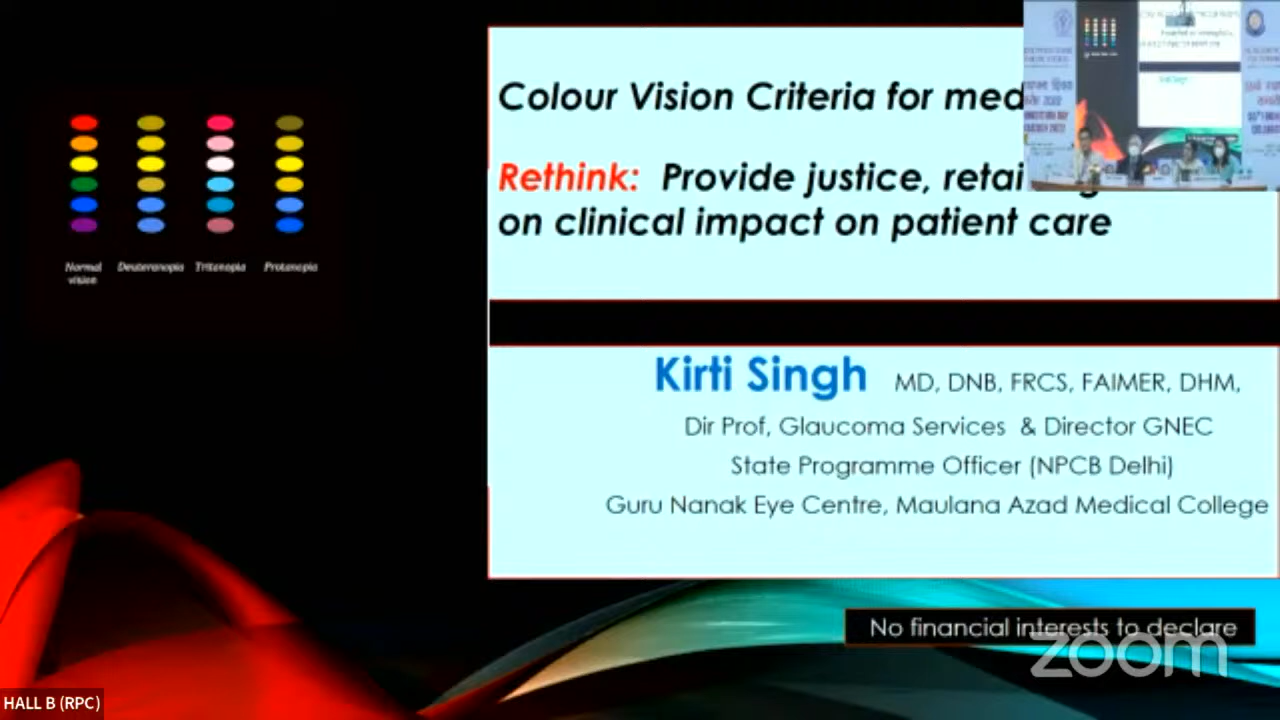 Colour Vision Criteria for med
Rethink: Provide justice, retai
on clinical impact on patient care
Normal
vision
Deuteranopia
Tritanopia
Protanopia
Kirti Singh MD, DNB, FRCS, FAIMER, DHM,
Dir Prof, Glaucoma Services & Director GNEC
State Programme Officer (NPCB Delhi)
Guru Nanak Eye Centre, Maulana Azad Medical College
No financial interests to declare
zoom
HALL B (RPC)